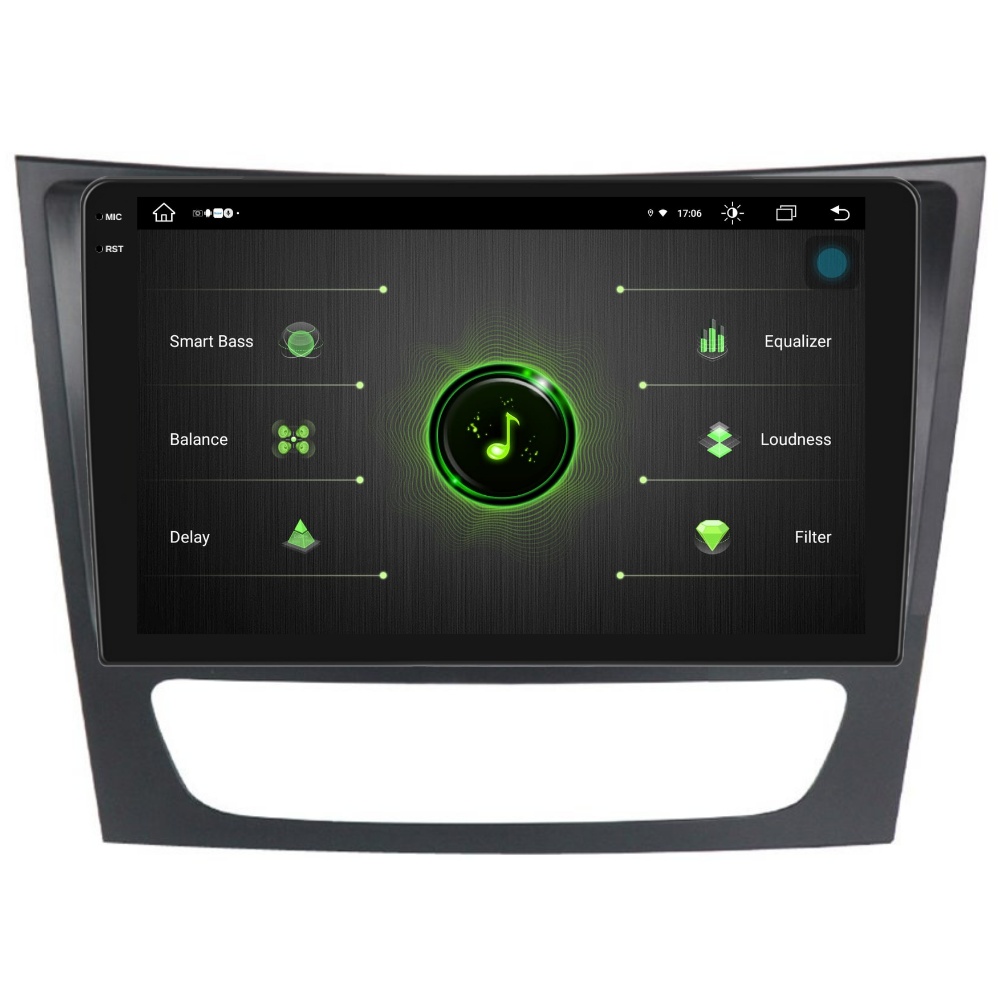 MIC
17:06
RST
Smart Bass
Equalizer
Balance
Loudness
Delay
Filter